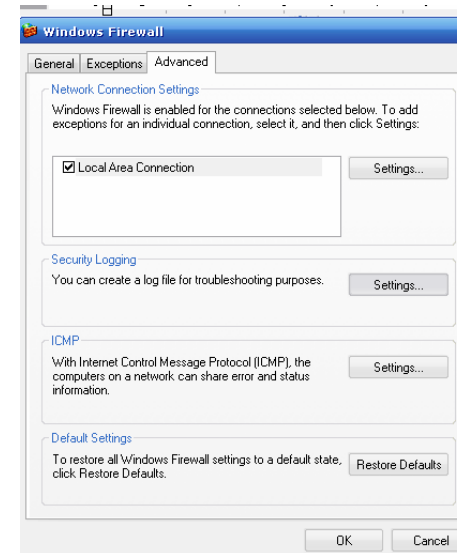 Windows Firewall
General Exceptions Advanced
Network Connection Settings
Windows Firewall is enabled for the connections selected below. To add
exceptions for an individual connection, select it, and then click Settings:
Local Area Connection
Settings...
Security Logging
You can create a log file for troubleshooting purposes.
Settings...
ICMP
With Internet Control Message Protocol (ICMP), the
computers on a network can share error and status
information.
Settings...
Default Settings
To restore all Windows Firewall settings to a default state,
click Restore Defaults.
Restore Defaults
OK Cancel